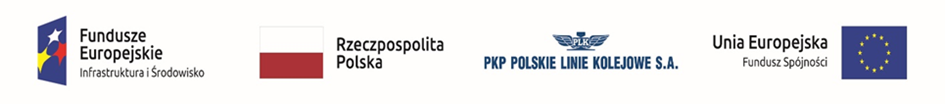 Fundusze
Europejskie
Infrastruktura i Środowisko
Rzeczpospolita
Polska
PLK
PKP POLSKIE LINIE KOLEJOWE S.A.
Unia Europejska
Fundusz Spójności